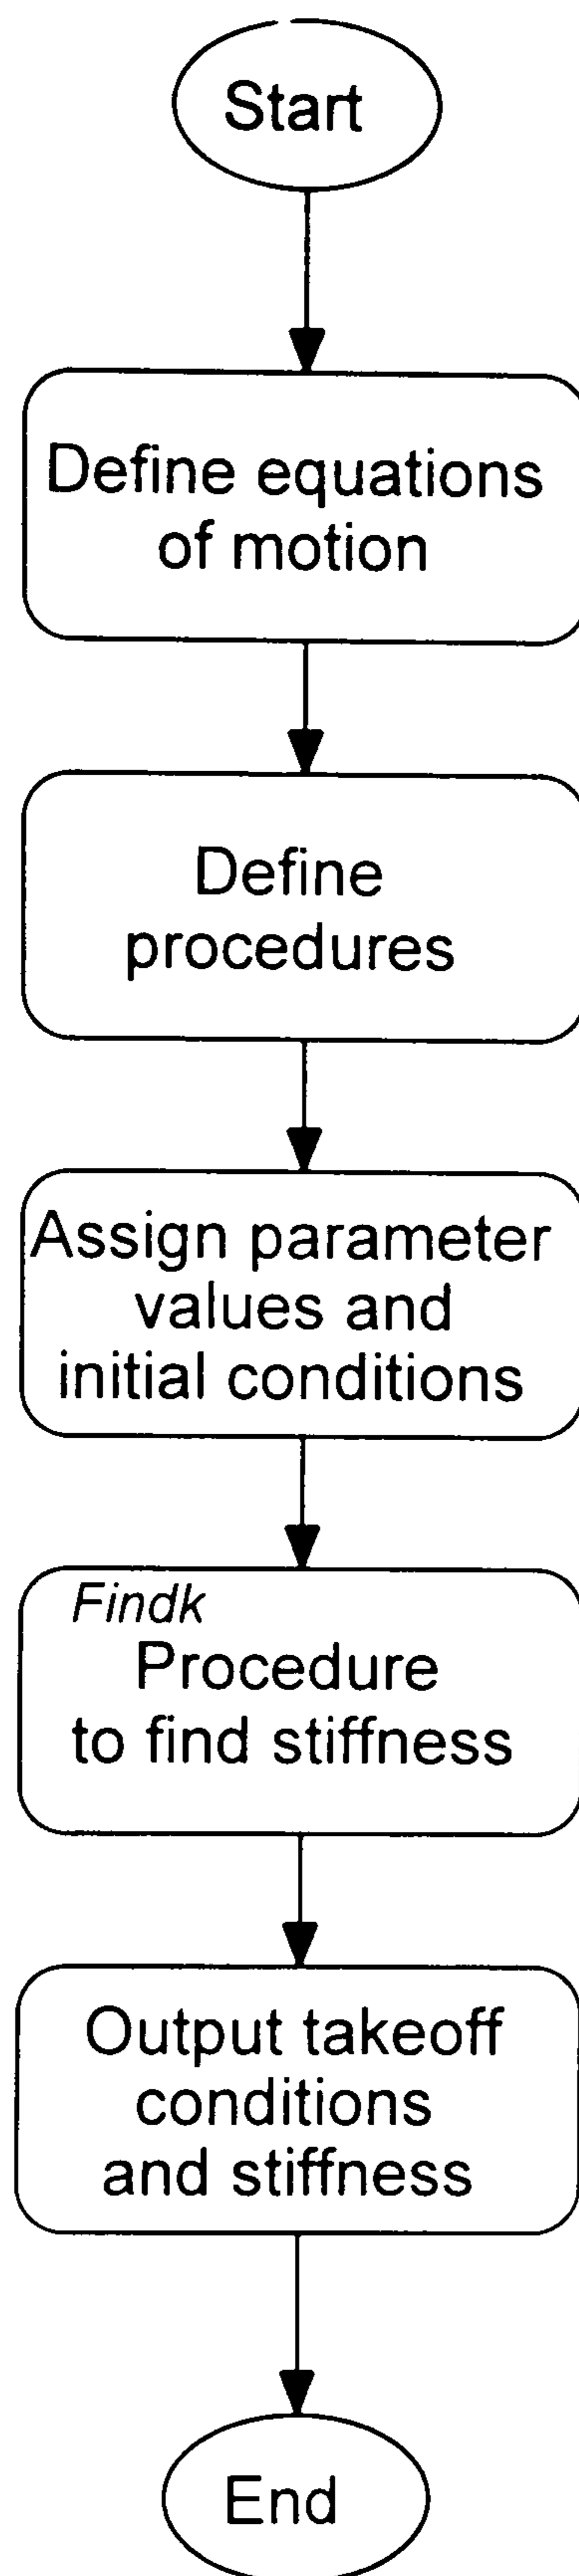 Start
Define equations
of motion
Define
procedures
Assign parameter
values and
initial conditions
Findk
Procedure
to find stiffness
Output takeoff
conditions
and stiffness
End